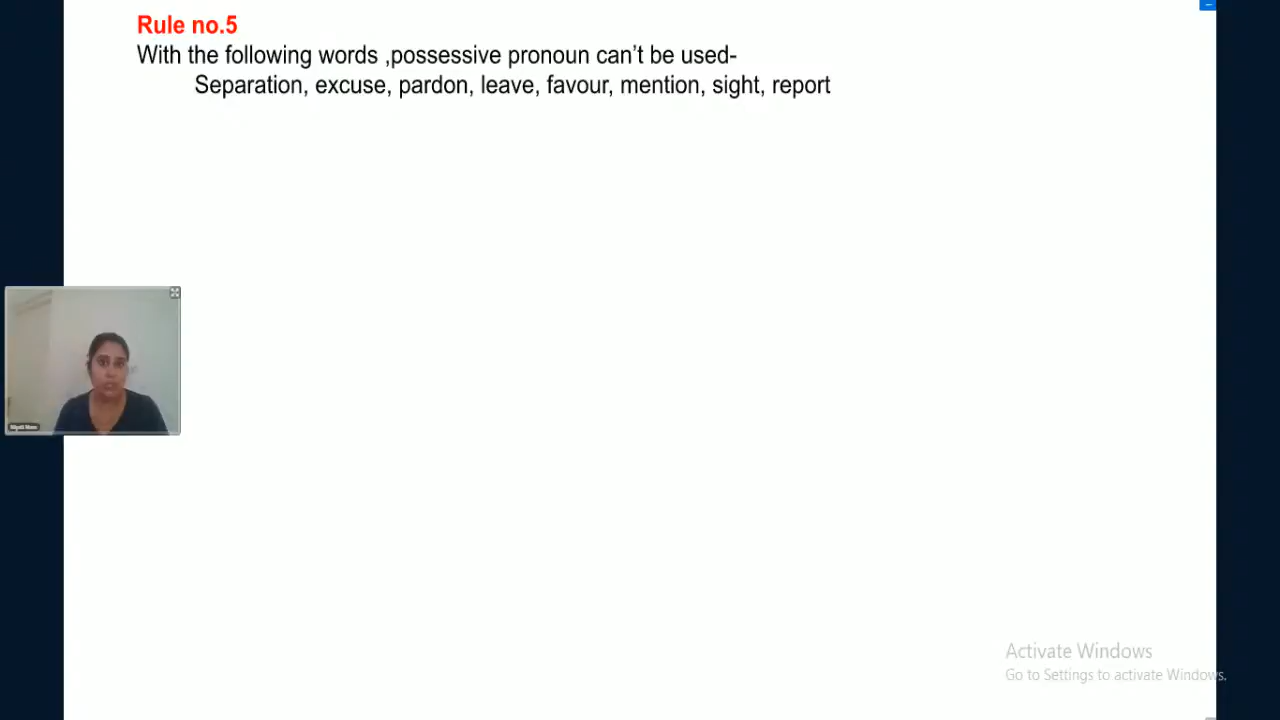 Rule no.5
With the following words ,possessive pronoun can't be used-
Separation, excuse, pardon, leave, favour, mention, sight, report
Activate Windows
Go to Settings to activate Windows.